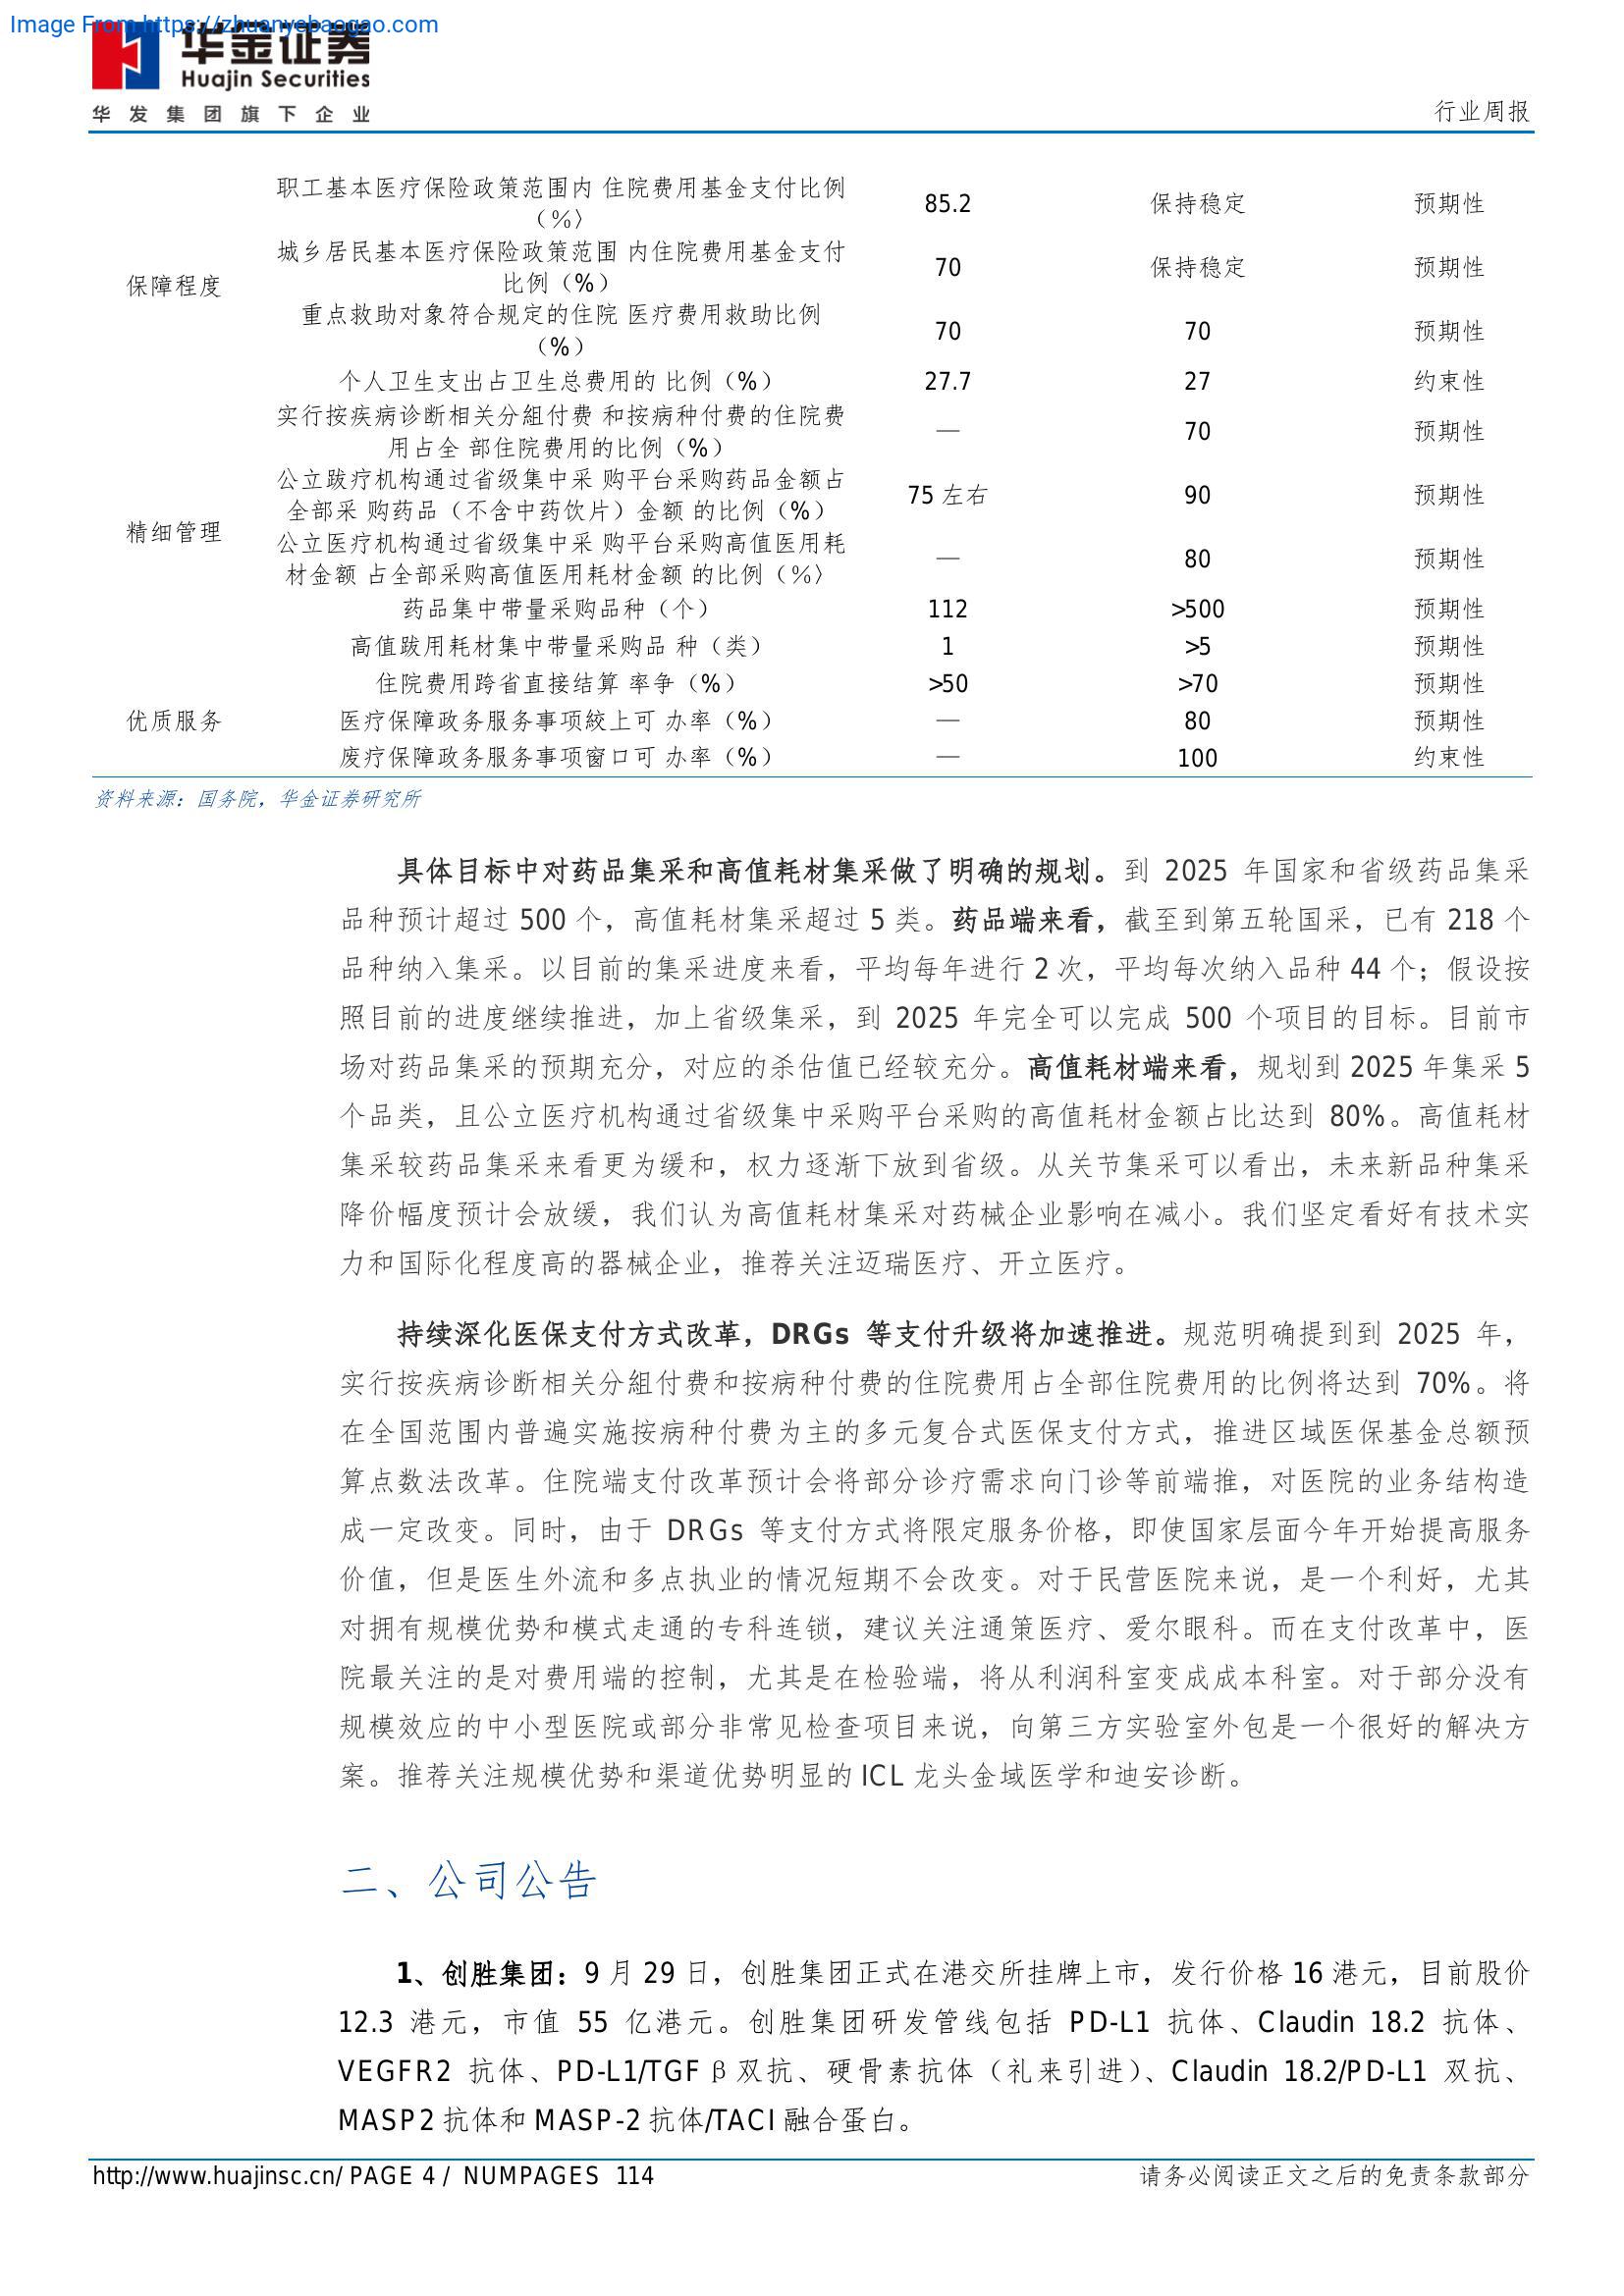 Image From:https://zhuanyebaogao.com
华金证券
Huajin Securities
华发集团旗下企业
行业周报
职工基本医疗保险政策范围内 住院费用基金支付比例
（%〉
85.2
保持稳定
预期性
保障程度
城乡居民基本医疗保险政策范围 内住院费用基金支付
比例（%）
70
保持稳定
预期性
重点救助对象符合规定的住院 医疗费用救助比例
（%）
70
70
预期性
个人卫生支出占卫生总费用的 比例（%）
27.7
27
约束性
实行按疾病诊断相关分組付费 和按病种付费的住院费
用占全 部住院费用的比例（%）
—
70
预期性
精细管理
公立跋疗机构通过省级集中采 购平台采购药品金额占
全部采 购药品（不含中药饮片）金额 的比例（%）
75 左右
90
预期性
公立医疗机构通过省级集中采 购平台采购高值医用耗
材金额 占全部采购高值医用耗材金额 的比例（%〉
—
80
预期性
药品集中带量采购品种（个）
112
>500
预期性
高值跋用耗材集中带量采购品 种（类）
1
>5
预期性
住院费用跨省直接结算 率争（%）
>50
>70
预期性
优质服务
医疗保障政务服务事项絞上可 办率（%）
—
80
预期性
废疗保障政务服务事项窗口可 办率（%）
—
100
约束性
资料来源：国务院，华金证券研究所
具体目标中对药品集采和高值耗材集采做了明确的规划。到 2025 年国家和省级药品集采
品种预计超过 500 个，高值耗材集采超过 5 类。药品端来看，截至到第五轮国采，已有 218 个
品种纳入集采。以目前的集采进度来看，平均每年进行 2 次，平均每次纳入品种 44 个；假设按
照目前的进度继续推进，加上省级集采，到 2025 年完全可以完成 500 个项目的目标。目前市
场对药品集采的预期充分，对应的杀估值已经较充分。高值耗材端来看，规划到 2025 年集采 5
个品类，且公立医疗机构通过省级集中采购平台采购的高值耗材金额占比达到 80%。高值耗材
集采较药品集采来看更为缓和，权力逐渐下放到省级。从关节集采可以看出，未来新品种集采
降价幅度预计会放缓，我们认为高值耗材集采对药械企业影响在减小。我们坚定看好有技术实
力和国际化程度高的器械企业，推荐关注迈瑞医疗、开立医疗。
持续深化医保支付方式改革，DRGs 等支付升级将加速推进。规范明确提到到 2025 年，
实行按疾病诊断相关分組付费和按病种付费的住院费用占全部住院费用的比例将达到 70%。将
在全国范围内普遍实施按病种付费为主的多元复合式医保支付方式，推进区域医保基金总额预
算点数法改革。住院端支付改革预计会将部分诊疗需求向门诊等前端推，对医院的业务结构造
成一定改变。同时，由于 DRGs 等支付方式将限定服务价格，即使国家层面今年开始提高服务
价值，但是医生外流和多点执业的情况短期不会改变。对于民营医院来说，是一个利好，尤其
对拥有规模优势和模式走通的专科连锁，建议关注通策医疗、爱尔眼科。而在支付改革中，医
院最关注的是对费用端的控制，尤其是在检验端，将从利润科室变成成本科室。对于部分没有
规模效应的中小型医院或部分非常见检查项目来说，向第三方实验室外包是一个很好的解决方
案。推荐关注规模优势和渠道优势明显的 ICL 龙头金域医学和迪安诊断。
二、公司公告
1、创胜集团：9 月 29 日，创胜集团正式在港交所挂牌上市，发行价格 16 港元，目前股价
12.3 港元，市值 55 亿港元。创胜集团研发管线包括 PD-L1 抗体、Claudin 18.2 抗体、
VEGFR2 抗体、PD-L1/TGFβ双抗、硬骨素抗体（礼来引进）、Claudin 18.2/PD-L1 双抗、
MASP2 抗体和 MASP-2 抗体/TACI 融合蛋白。
http://www.huajinsc.cn/ PAGE 4 / NUMPAGES 114
请务必阅读正文之后的免责条款部分